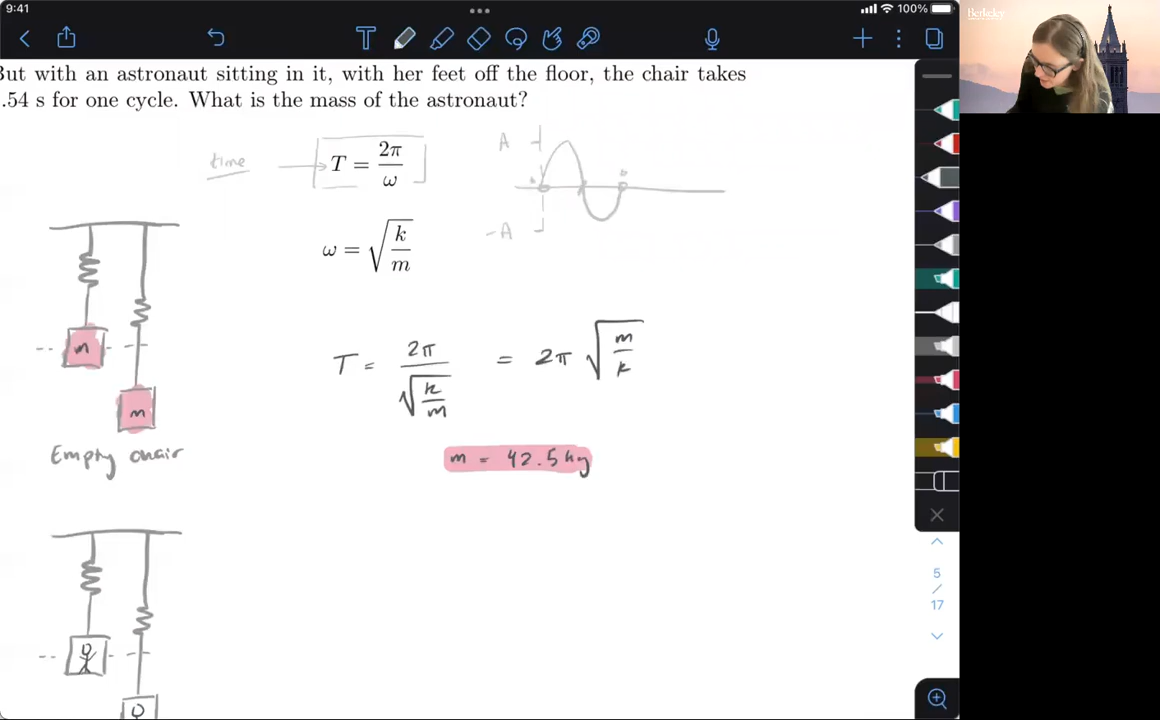 9:41
100%
Berkeley
But with an astronaut sitting in it, with her feet off the floor, the chair takes
.54 s for one cycle. What is the mass of the astronaut?
time
T = 2π / ω
A
-A
ω = √(k/m)
m
m
T = 2π / √(k/m) = 2π √(m/k)
Empty chair
m = 42.5 kg
5
/
17